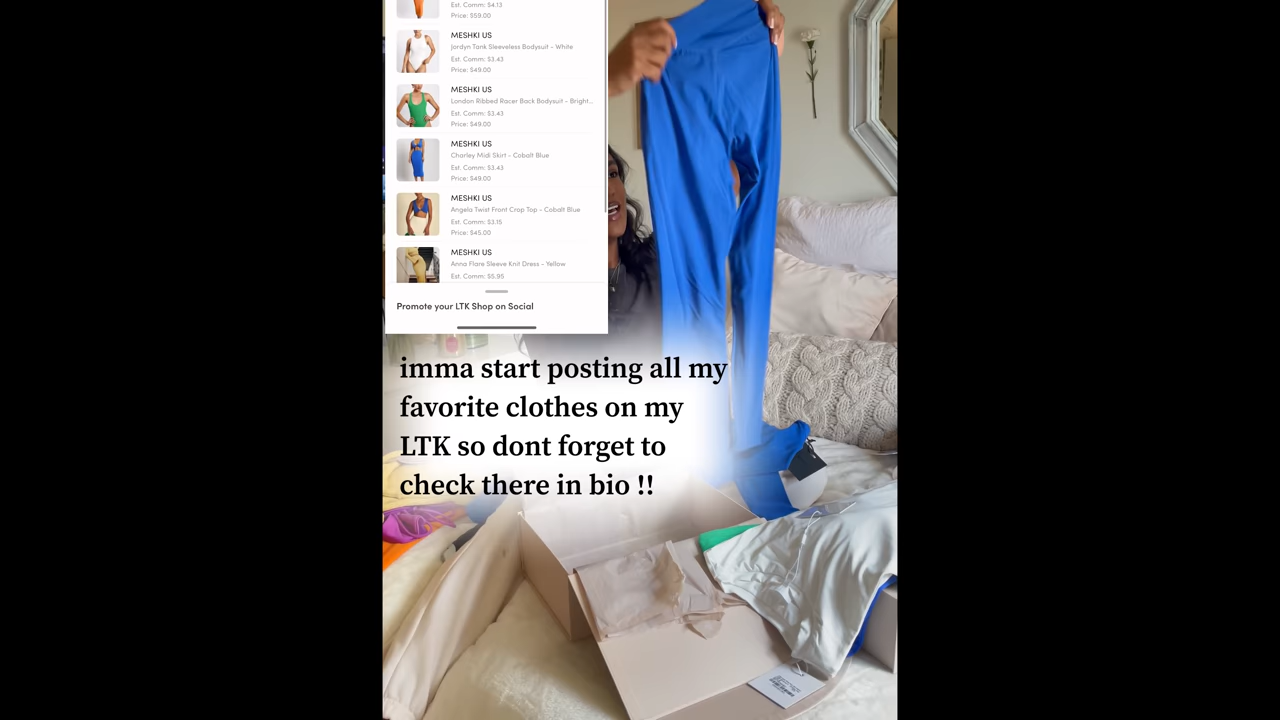 Est. Comm: $4.13
Price: $59.00
MESHKI US
Jordyn Tank Sleeveless Bodysuit - White
Est. Comm: $3.43
Price: $49.00
MESHKI US
London Ribbed Racer Back Bodysuit - Bright...
Est. Comm: $3.43
Price: $49.00
MESHKI US
Charley Midi Skirt - Cobalt Blue
Est. Comm: $3.43
Price: $49.00
MESHKI US
Angela Twist Front Crop Top - Cobalt Blue
Est. Comm: $3.15
Price: $45.00
MESHKI US
Anna Flare Sleeve Knit Dress - Yellow
Est. Comm: $5.95
Promote your LTK Shop on Social
imma start posting all my
favorite clothes on my
LTK so dont forget to
check there in bio !!